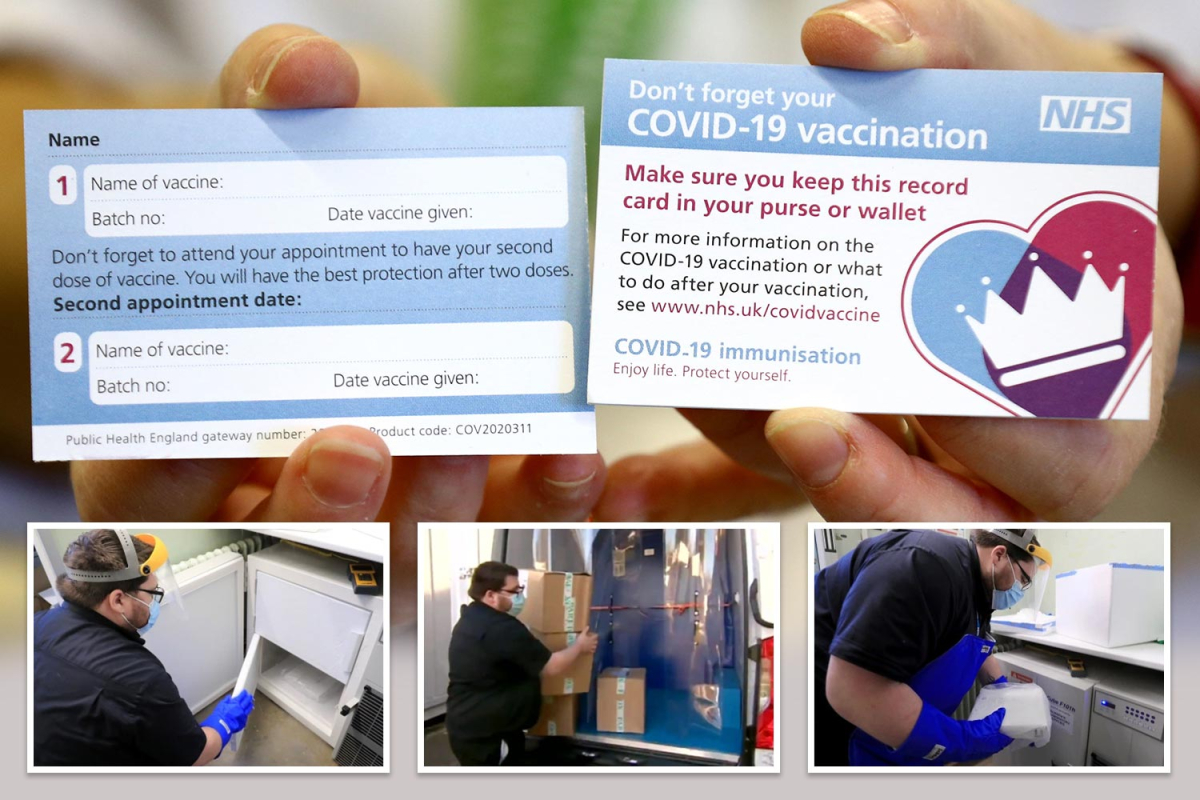 Name
1
Name of vaccine:
Batch no: Date vaccine given:
Don't forget to attend your appointment to have your second
dose of vaccine. You will have the best protection after two doses.
Second appointment date:
2
Name of vaccine:
Batch no: Date vaccine given:
Public Health England gateway number: Product code: COV2020311
Don't forget your
COVID-19 vaccination
NHS
Make sure you keep this record
card in your purse or wallet
For more information on the
COVID-19 vaccination or what
to do after your vaccination,
see www.nhs.uk/covidvaccine
COVID-19 immunisation
Enjoy life. Protect yourself.